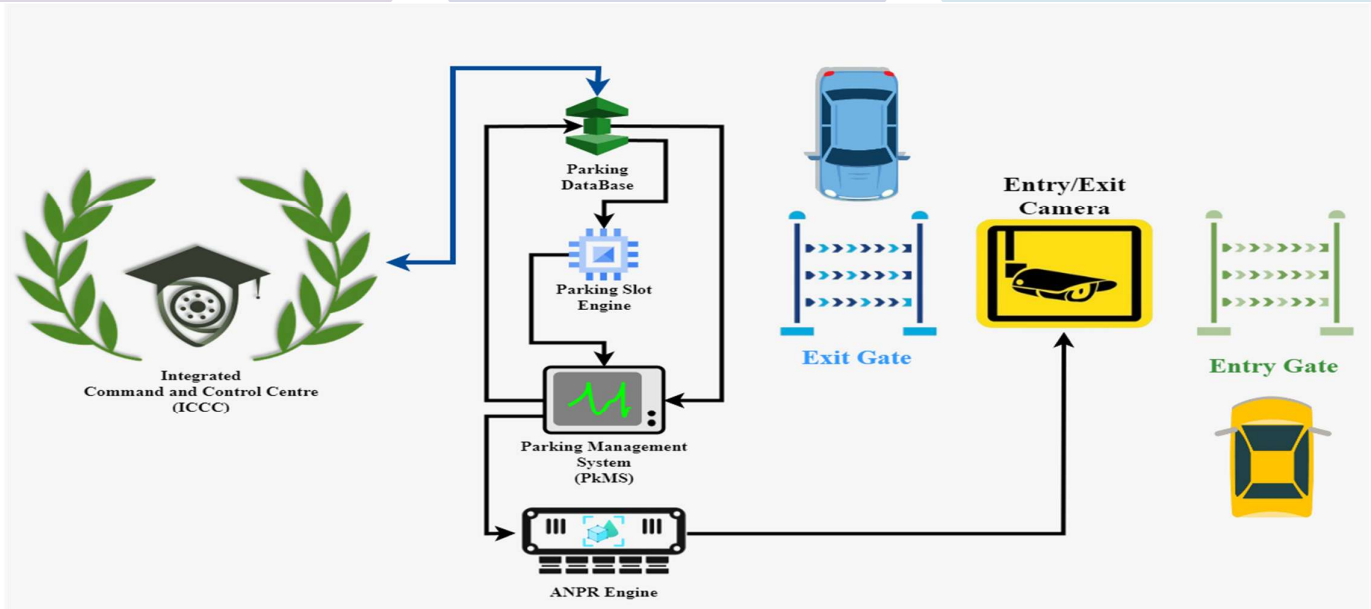 Parking
DataBase
Entry/Exit
Camera
Parking Slot
Engine
Exit Gate
Entry Gate
Integrated
Command and Control Centre
(ICCC)
Parking Management
System
(PkMS)
ANPR Engine